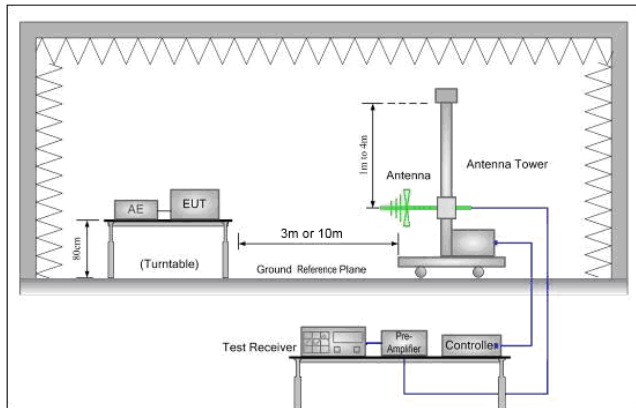 1m to 4m
Antenna
Antenna Tower
AE
EUT
3m or 10m
80cm
(Turntable)
Ground Reference Plane
Test Receiver
Pre-
Amplifier
Controller